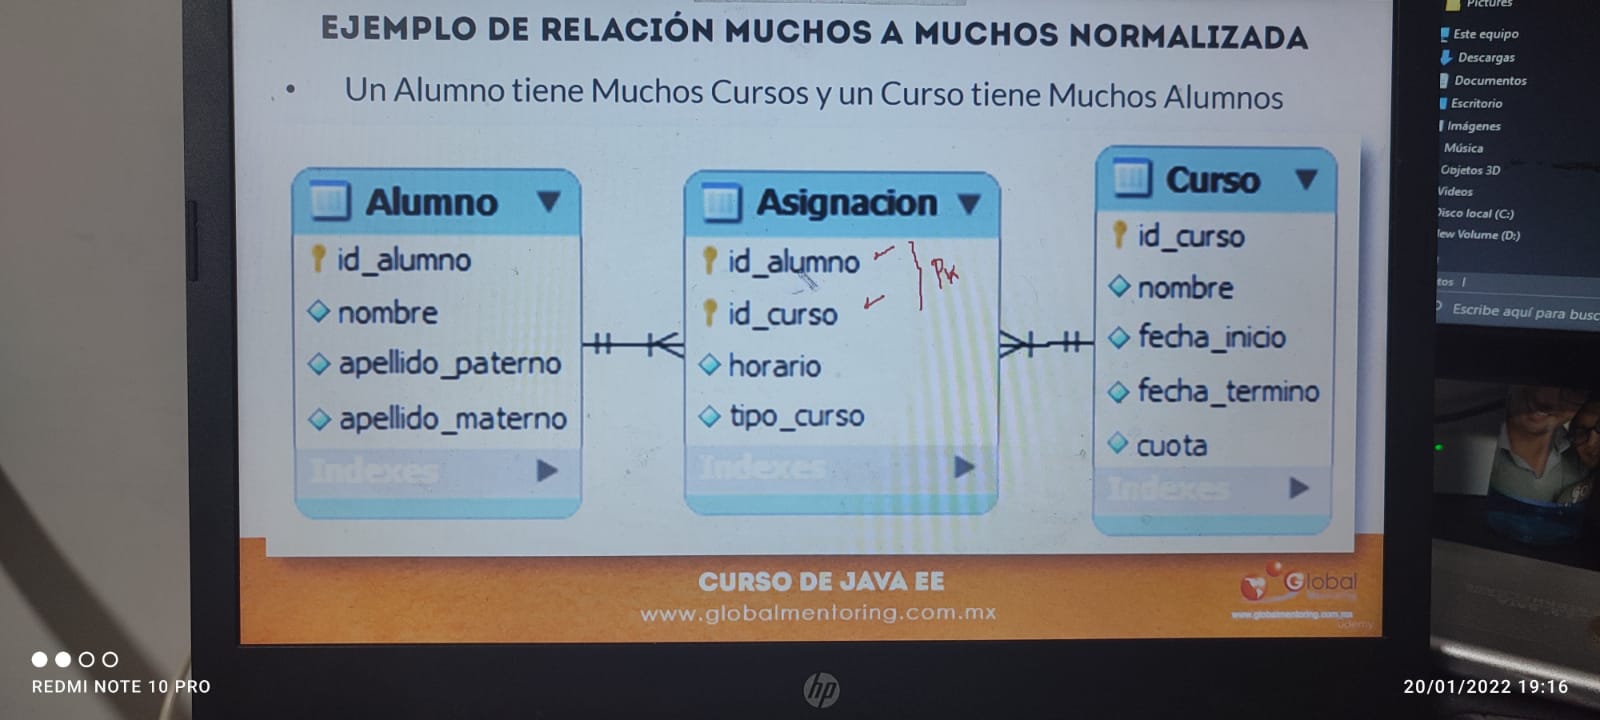 EJEMPLO DE RELACIÓN MUCHOS A MUCHOS NORMALIZADA
• Un Alumno tiene Muchos Cursos y un Curso tiene Muchos Alumnos
Alumno
id_alumno
nombre
apellido_paterno
apellido_materno
Indexes
Asignacion
id_alumno
id_curso
PK
horario
tipo_curso
Indexes
Curso
id_curso
nombre
fecha_inicio
fecha_termino
cuota
Indexes
CURSO DE JAVA EE
www.globalmentoring.com.mx
Global
www.globalmentoring.com.mx
udemy
Pictures
Este equipo
Descargas
Documentos
Escritorio
Imágenes
Música
Objetos 3D
Videos
Disco local (C:)
New Volume (D:)
Escribe aquí para busc
hp
REDMI NOTE 10 PRO
20/01/2022 19:16